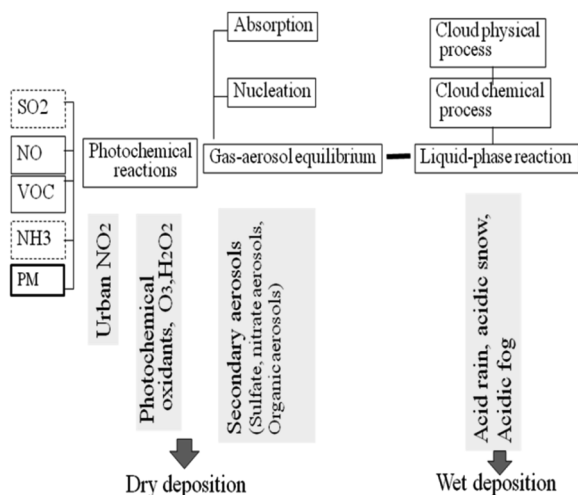 Absorption
Nucleation
Cloud physical
process
Cloud chemical
process
SO2
NO
VOC
NH3
PM
Photochemical
reactions
Gas-aerosol equilibrium
Liquid-phase reaction
Urban NO2
Photochemical
oxidants, O3,H2O2
Secondary aerosols
(Sulfate, nitrate aerosols,
Organic aerosols)
Acid rain, acidic snow,
Acidic fog
Dry deposition
Wet deposition